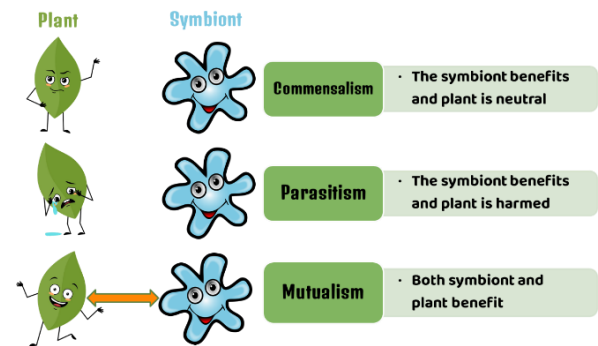 Plant
Symbiont
Commensalism
· The symbiont benefits
and plant is neutral
Parasitism
· The symbiont benefits
and plant is harmed
Mutualism
· Both symbiont and
plant benefit